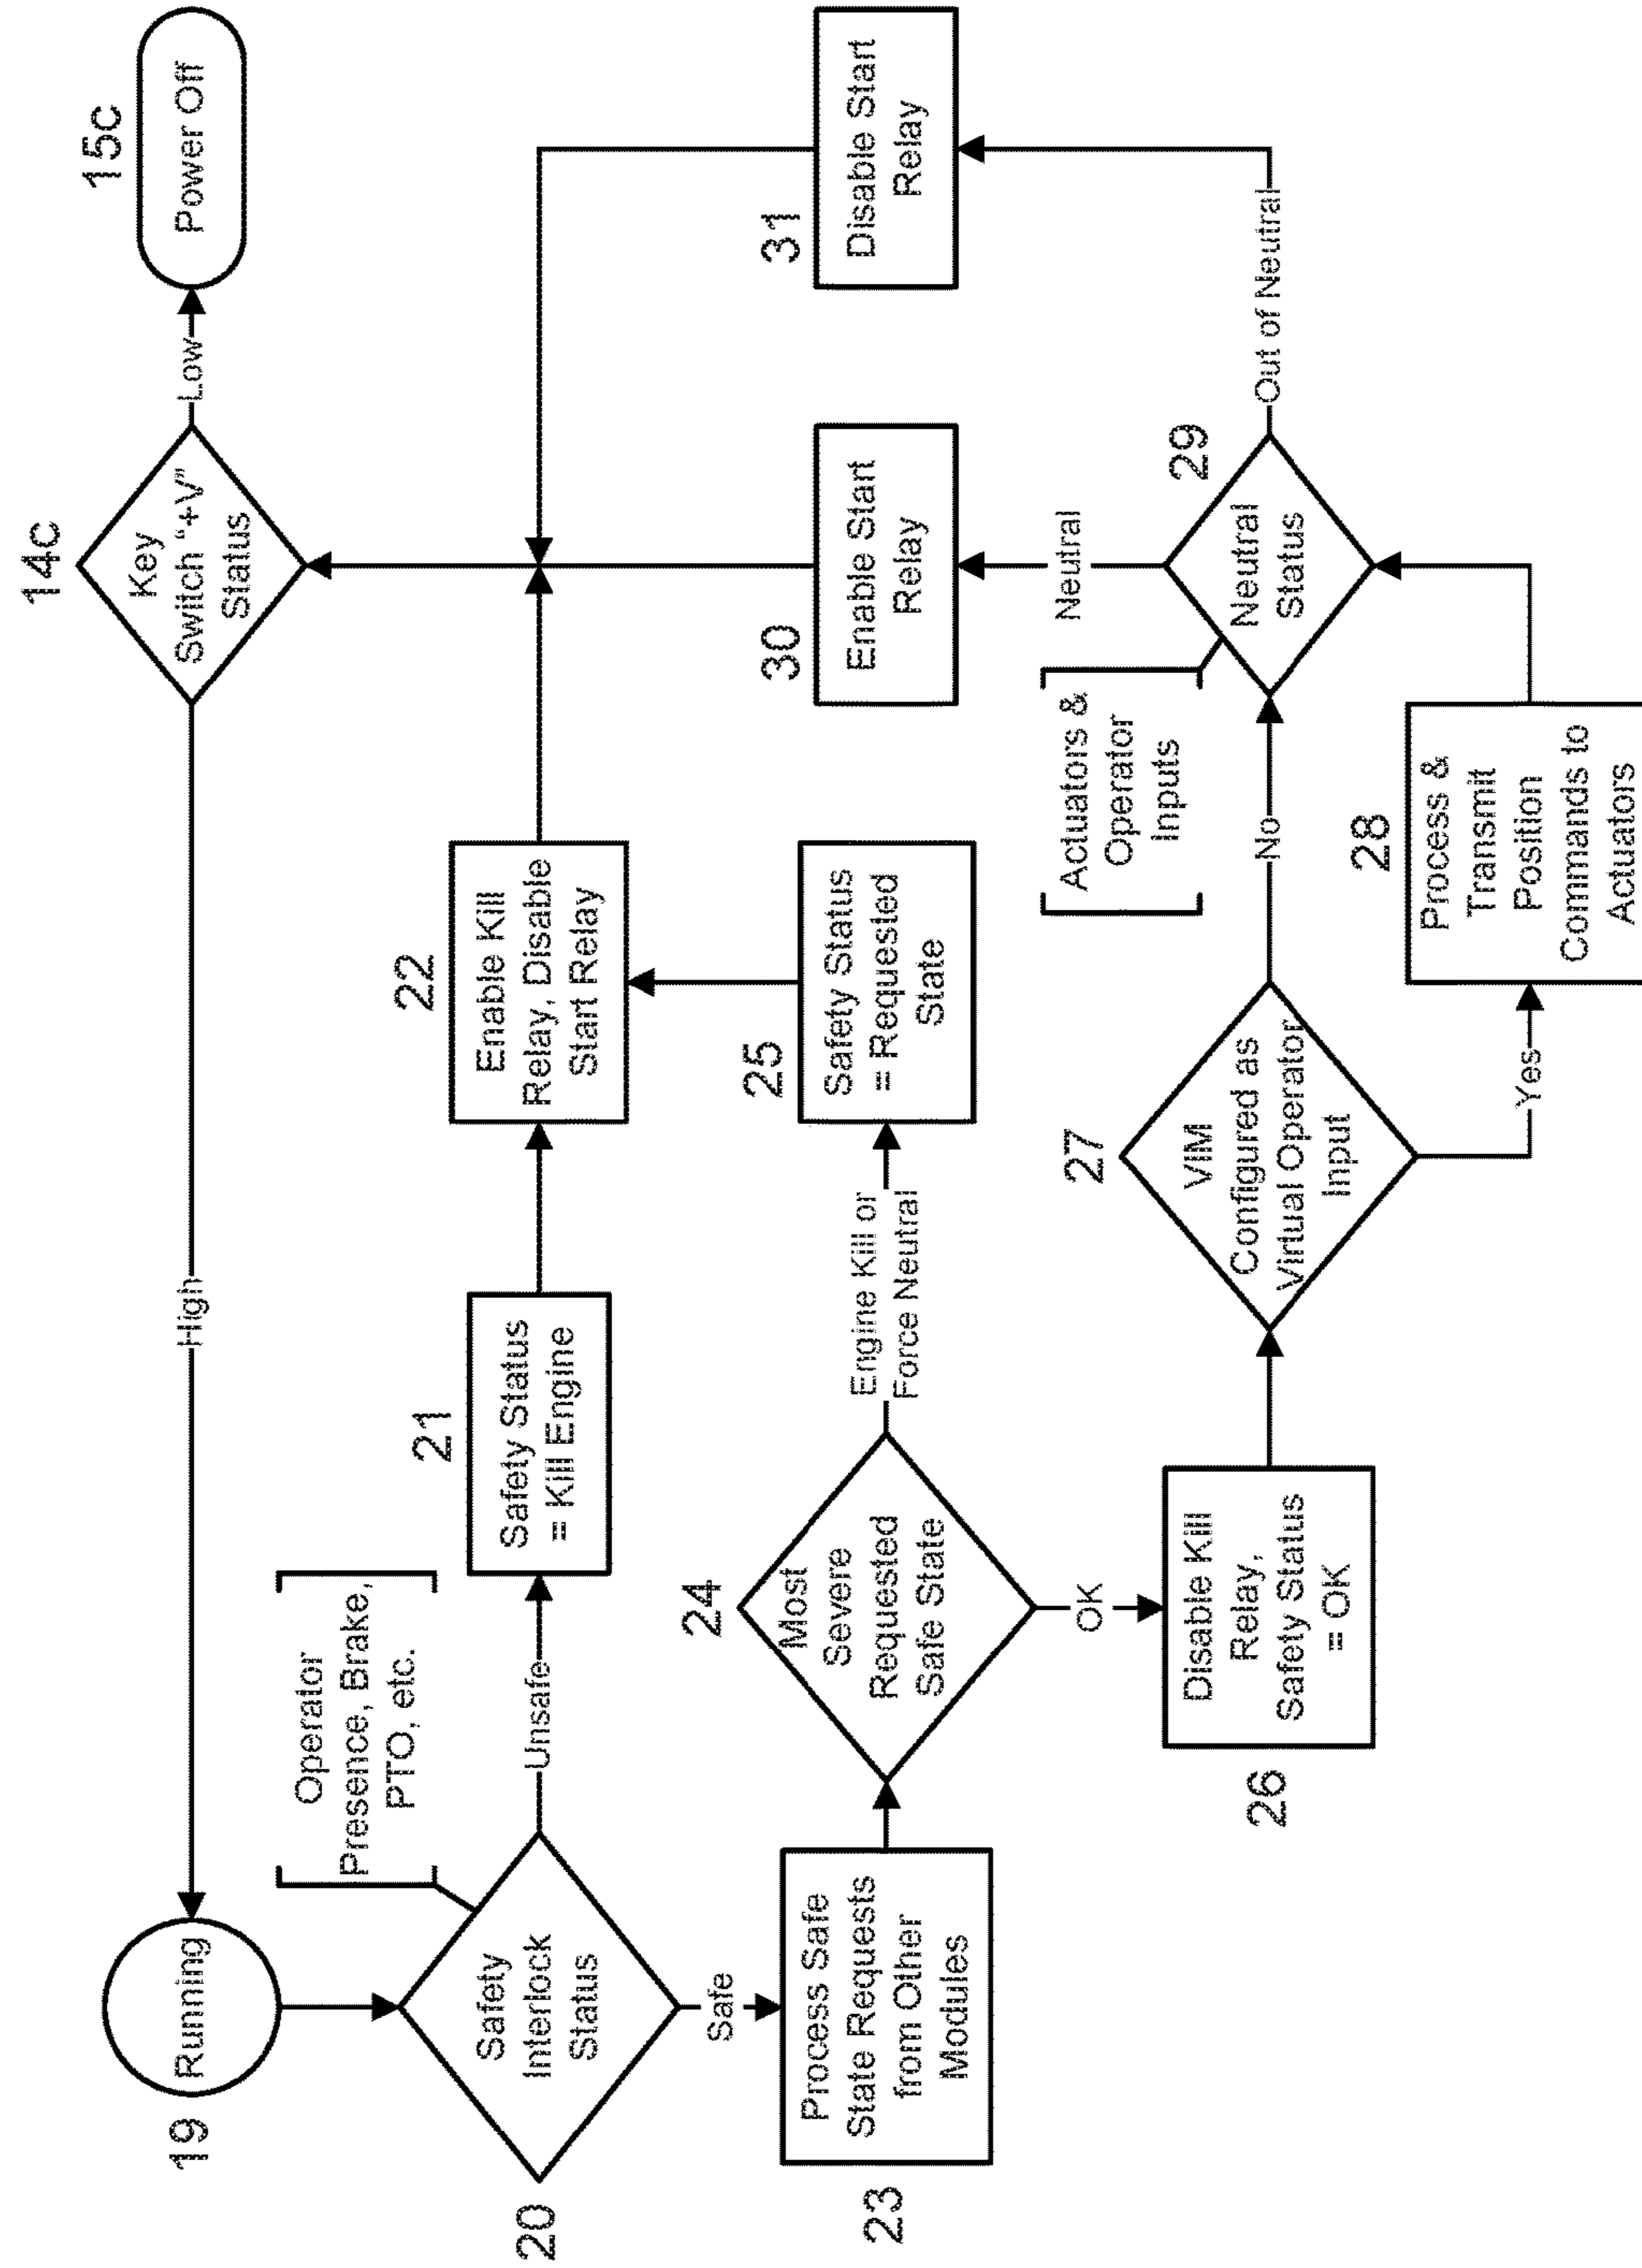 19
Running
High
14c
Key
Switch "+V"
Status
Low
15c
Power Off
Operator
Presence, Brake,
PTO, etc.
20
Safety
Interlock
Status
Unsafe
21
Safety Status
= Kill Engine
22
Enable Kill
Relay, Disable
Start Relay
Safe
23
Process Safe
State Requests
from Other
Modules
24
Most
Severe
Requested
Safe State
Engine Kill or
Force Neutral
25
Safety Status
= Requested
State
30
Enable Start
Relay
31
Disable Start
Relay
OK
26
Disable Kill
Relay,
Safety Status
= OK
27
VIM
Configured as
Virtual Operator
Input
No
Actuators &
Operator
Inputs
Neutral
29
Neutral
Status
Out of Neutral
Yes
28
Process &
Transmit
Position
Commands to
Actuators